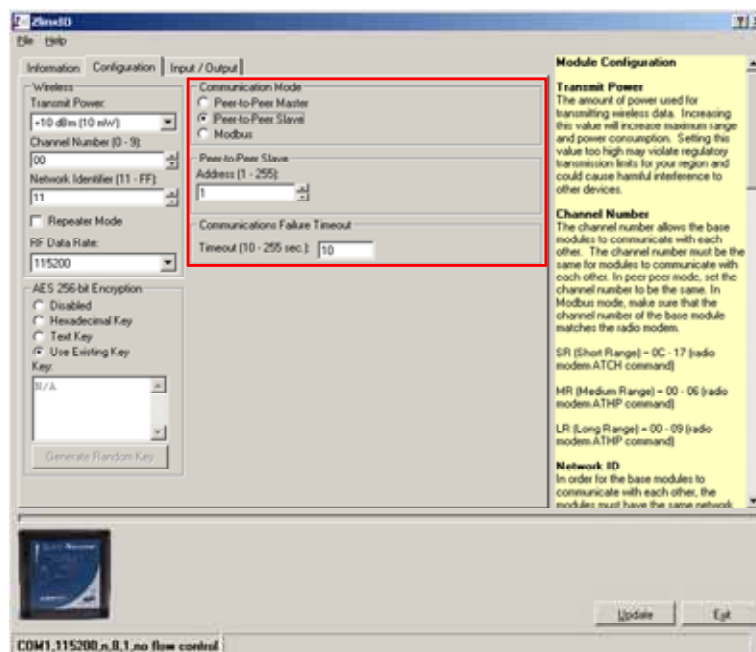 ZlinxIO
File Help
Information Configuration Input / Output
Wireless
Transmit Power:
+10 dBm (10 mW)
Channel Number (0 - 9):
00
Network Identifier (11 - FF):
11
Repeater Mode
RF Data Rate:
115200
AES 256-bit Encryption
Disabled
Hexadecimal Key
Text Key
Use Existing Key
Key:
N/A
Generate Random Key
Communication Mode
Peer-to-Peer Master
Peer-to-Peer Slave
Modbus
Peer-to-Peer Slave
Address (1 - 255):
1
Communications Failure Timeout
Timeout (10 - 255 sec.): 10
Module Configuration
Transmit Power
The amount of power used for
transmitting wireless data. Increasing
this value will increase maximum range
and power consumption. Setting this
value too high may violate regulatory
transmission limits for your region and
could cause harmful interference to
other devices.
Channel Number
The channel number allows the base
modules to communicate with each
other. The channel number must be the
same for modules to communicate with
each other. In peer peer mode, set the
channel number to be the same. In
Modbus mode, make sure that the
channel number of the base module
matches the radio modem.
SR (Short Range) = 0C - 17 (radio
modem ATCH command)
MR (Medium Range) = 00 - 06 (radio
modem ATHP command)
LR (Long Range) = 00 - 09 (radio
modem ATHP command)
Network ID
In order for the base modules to
communicate with each other, the
modules must have the same network
Update Exit
COM1,115200,n,8,1,no flow control